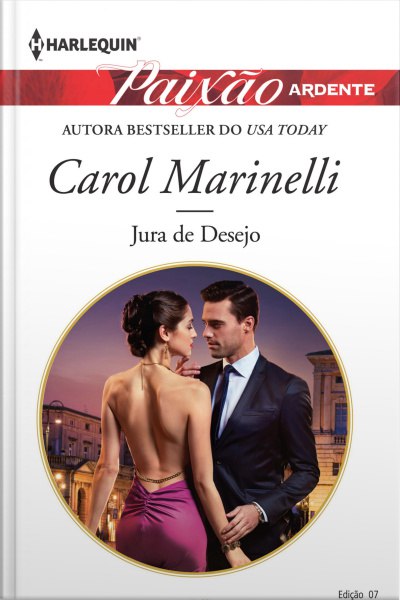 HARLEQUIN®
Paixão ARDENTE
AUTORA BESTSELLER DO USA TODAY
Carol Marinelli
Jura de Desejo
Edição 07